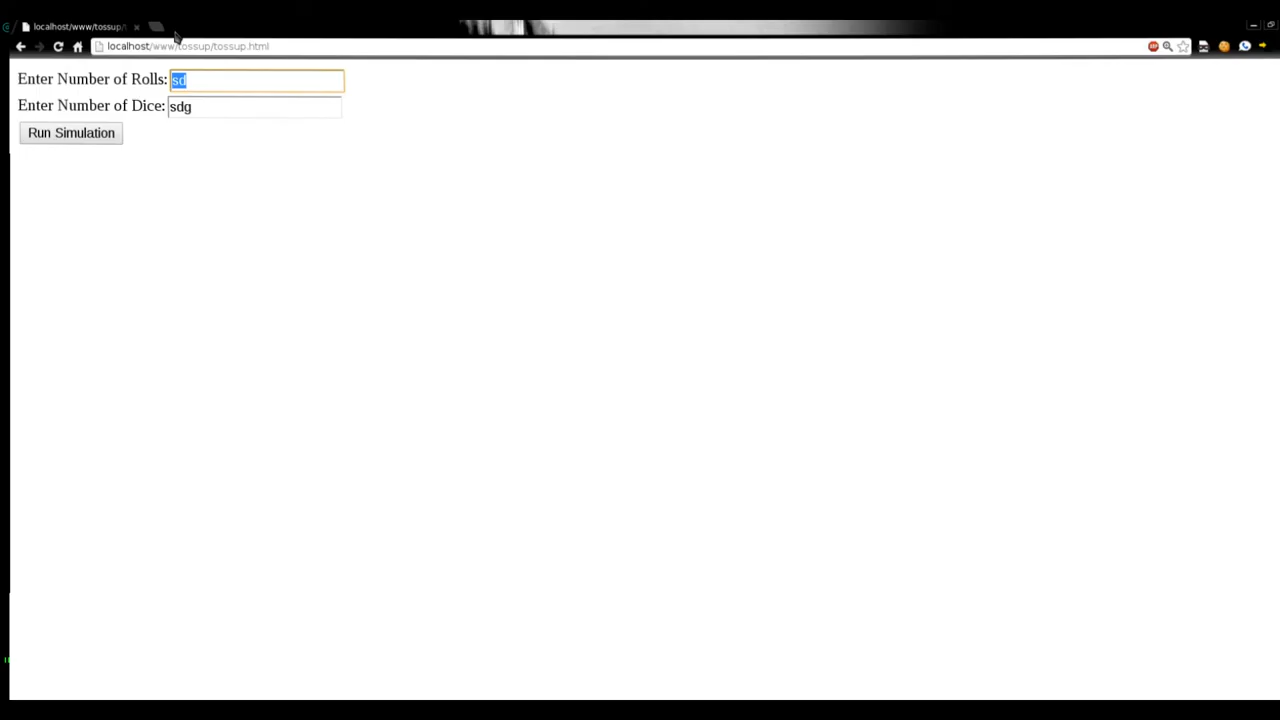 localhost/www/tossup/t
localhost/www/tossup/tossup.html
Enter Number of Rolls: sd
Enter Number of Dice: sdg
Run Simulation